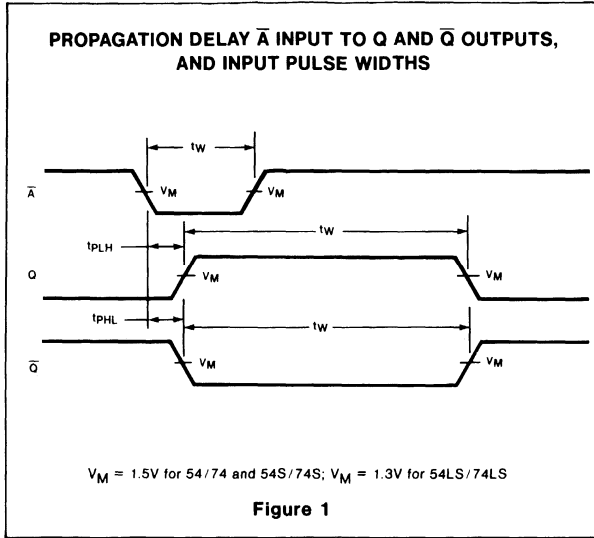 PROPAGATION DELAY A̅ INPUT TO Q AND Q̅ OUTPUTS,
AND INPUT PULSE WIDTHS
tW
A̅
VM
VM
tPLH
tW
Q
VM
VM
tPHL
tW
Q̅
VM
VM
VM = 1.5V for 54/74 and 54S/74S; VM = 1.3V for 54LS/74LS
Figure 1